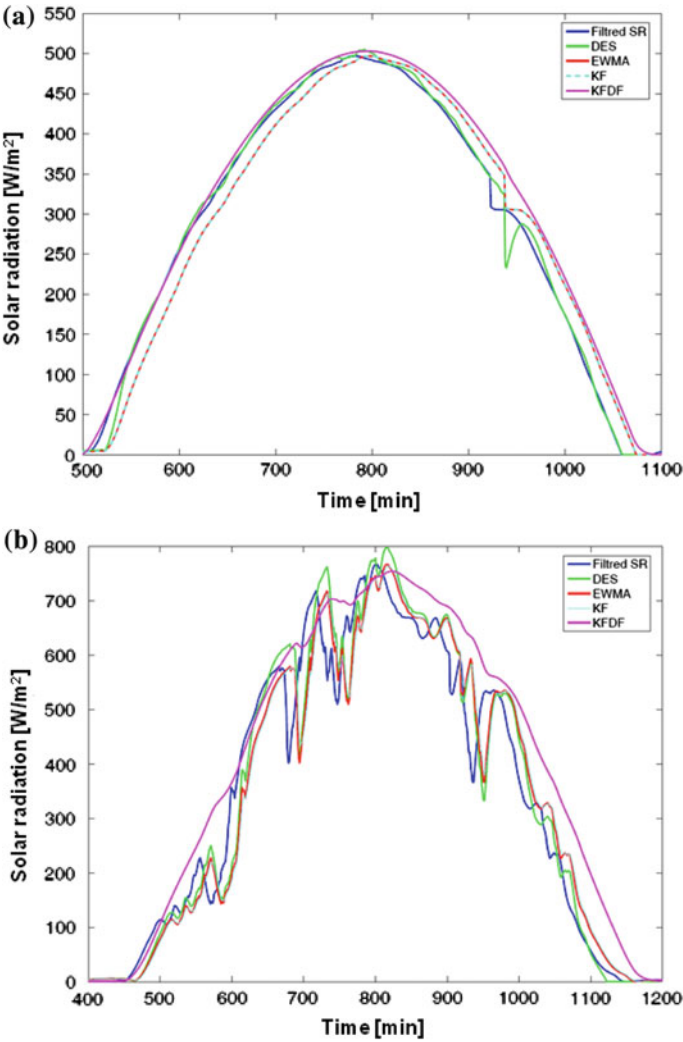 (a)
550
500
450
400
350
300
250
200
150
100
50
0
Solar radiation [W/m²]
Filtred SR
DES
EWMA
KF
KFDF
500
600
700
800
900
1000
1100
Time [min]
(b)
800
700
600
500
400
300
200
100
0
Solar radiation [W/m²]
Filtred SR
DES
EWMA
KF
KFDF
400
500
600
700
800
900
1000
1100
1200
Time [min]